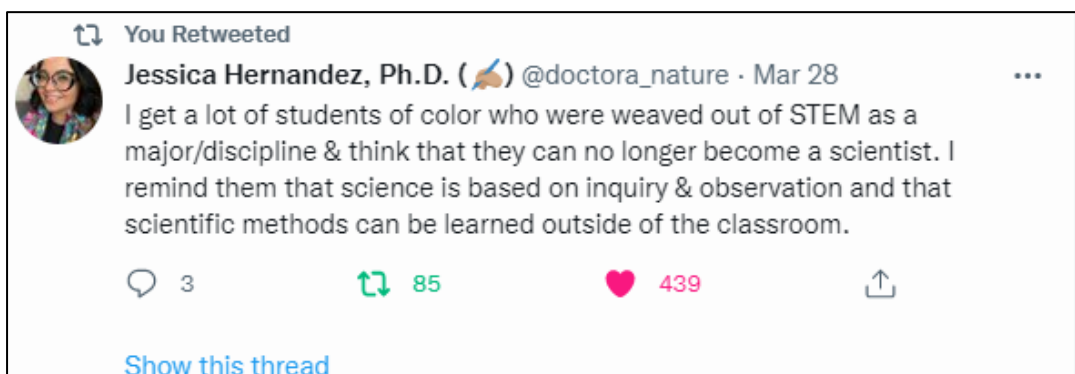 You Retweeted
Jessica Hernandez, Ph.D. (✍🏽) @doctora_nature · Mar 28
I get a lot of students of color who were weaved out of STEM as a
major/discipline & think that they can no longer become a scientist. I
remind them that science is based on inquiry & observation and that
scientific methods can be learned outside of the classroom.
3 85 439
Show this thread